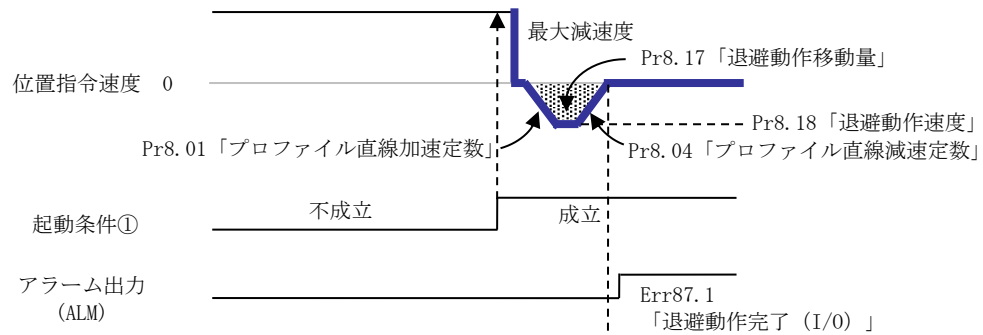 最大減速度
Pr8.17「退避動作移動量」
位置指令速度 0
Pr8.18「退避動作速度」
Pr8.01「プロファイル直線加速定数」
Pr8.04「プロファイル直線減速定数」
起動条件①
不成立
成立
アラーム出力
(ALM)
Err87.1
「退避動作完了（I/O）」